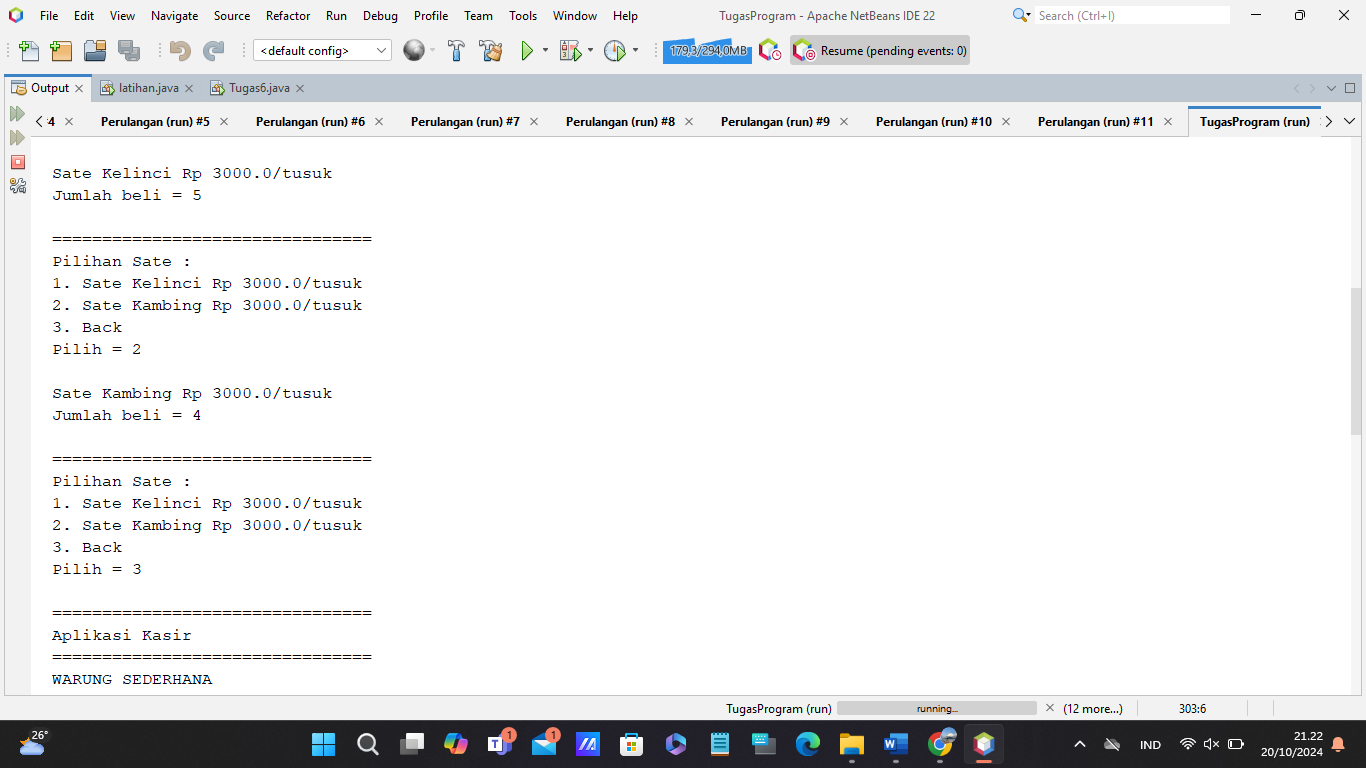 File Edit View Navigate Source Refactor Run Debug Profile Team Tools Window Help TugasProgram - Apache NetBeans IDE 22 Search (Ctrl+I)
<default config> 179,3/294,0MB Resume (pending events: 0)
Output latihan.java Tugas6.java
4 Perulangan (run) #5 Perulangan (run) #6 Perulangan (run) #7 Perulangan (run) #8 Perulangan (run) #9 Perulangan (run) #10 Perulangan (run) #11 TugasProgram (run)
Sate Kelinci Rp 3000.0/tusuk
Jumlah beli = 5
================================
Pilihan Sate :
1. Sate Kelinci Rp 3000.0/tusuk
2. Sate Kambing Rp 3000.0/tusuk
3. Back
Pilih = 2
Sate Kambing Rp 3000.0/tusuk
Jumlah beli = 4
================================
Pilihan Sate :
1. Sate Kelinci Rp 3000.0/tusuk
2. Sate Kambing Rp 3000.0/tusuk
3. Back
Pilih = 3
================================
Aplikasi Kasir
================================
WARUNG SEDERHANA
TugasProgram (run) running... (12 more...) 303:6
26° 1 1 IND 21.22
20/10/2024